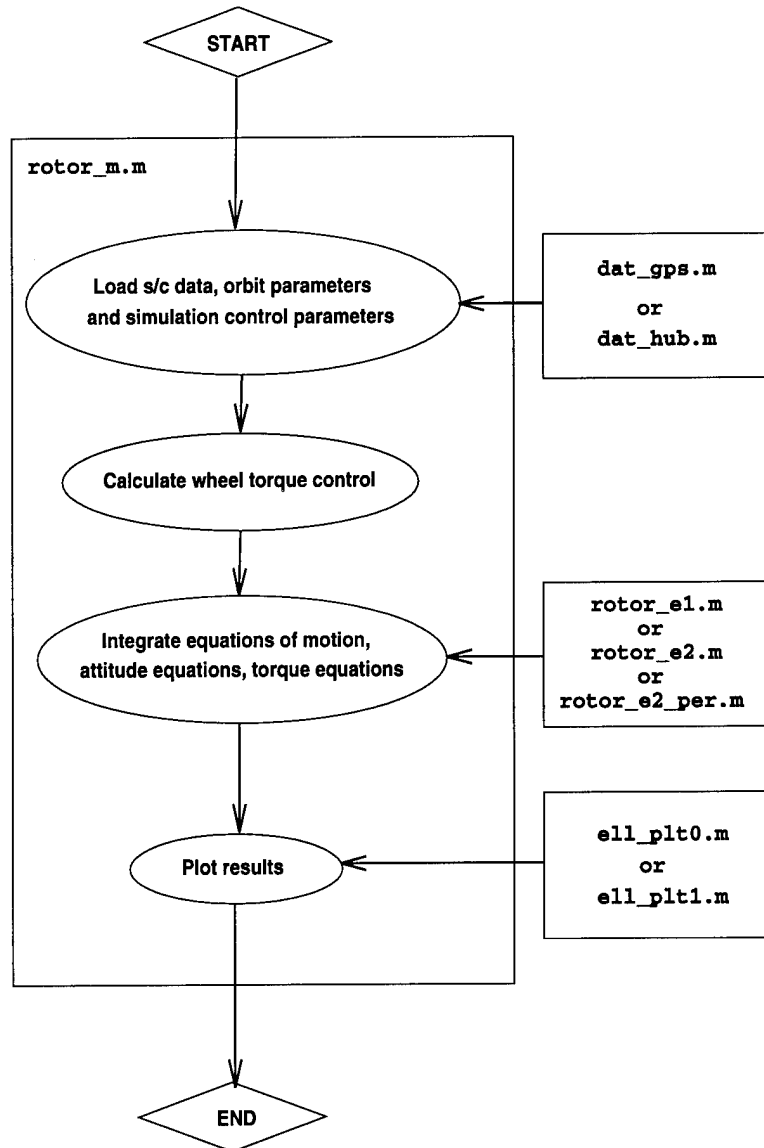 START
rotor_m.m
Load s/c data, orbit parameters
and simulation control parameters
dat_gps.m
or
dat_hub.m
Calculate wheel torque control
Integrate equations of motion,
attitude equations, torque equations
rotor_e1.m
or
rotor_e2.m
or
rotor_e2_per.m
Plot results
ell_plt0.m
or
ell_plt1.m
END